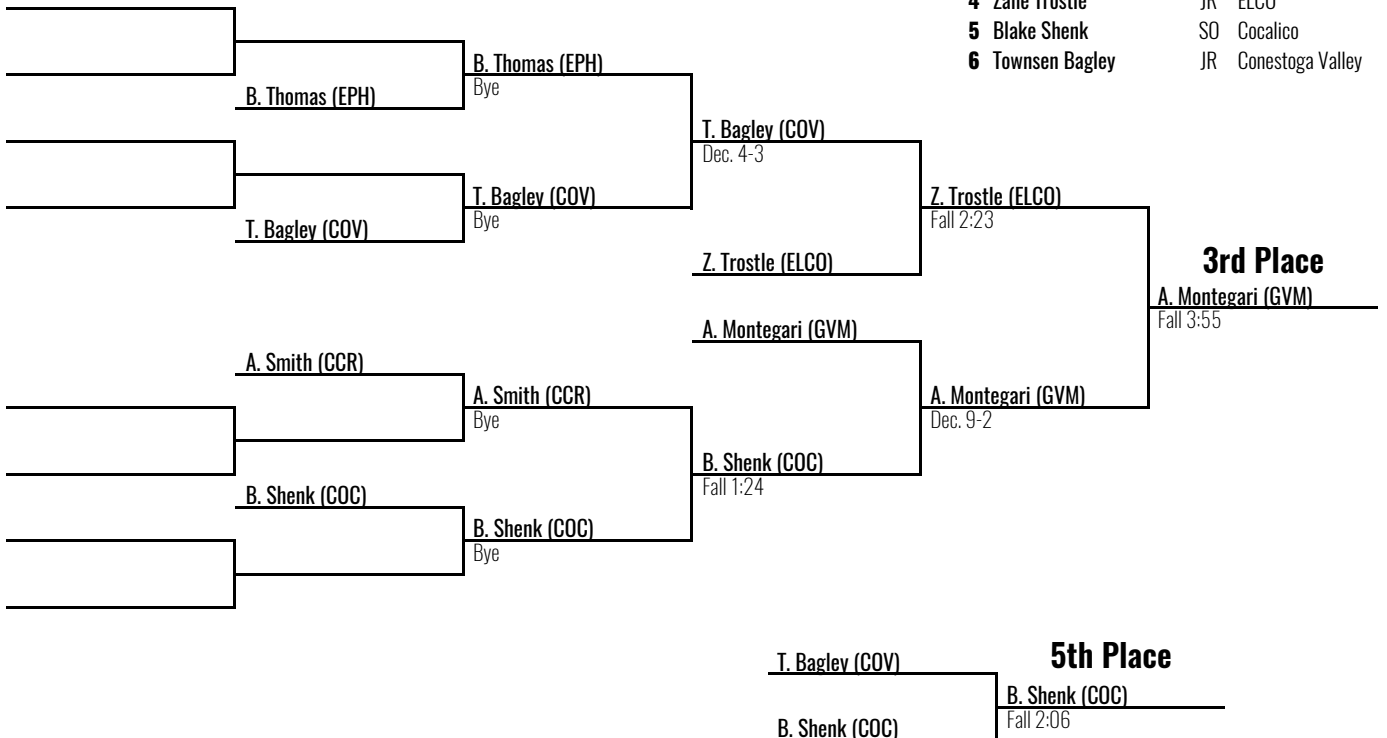 4 Zane Trostle JR ELCO
5 Blake Shenk SO Cocalico
6 Townsen Bagley JR Conestoga Valley
B. Thomas (EPH)
Bye
B. Thomas (EPH)
T. Bagley (COV)
Dec. 4-3
T. Bagley (COV)
Bye
T. Bagley (COV)
Z. Trostle (ELCO)
Fall 2:23
Z. Trostle (ELCO)
3rd Place
A. Montegari (GVM)
Fall 3:55
A. Montegari (GVM)
A. Smith (CCR)
A. Smith (CCR)
Bye
A. Montegari (GVM)
Dec. 9-2
B. Shenk (COC)
Fall 1:24
B. Shenk (COC)
B. Shenk (COC)
Bye
5th Place
T. Bagley (COV)
B. Shenk (COC)
Fall 2:06
B. Shenk (COC)